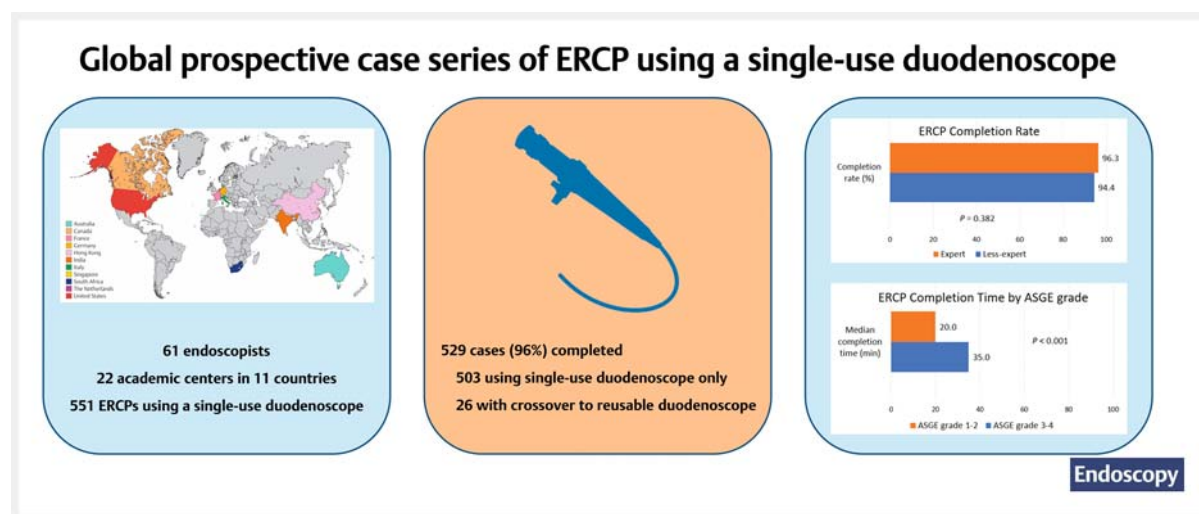 Global prospective case series of ERCP using a single-use duodenoscope
Australia
Canada
France
Germany
Hong Kong
India
Italy
Singapore
South Africa
The Netherlands
United States
61 endoscopists
22 academic centers in 11 countries
551 ERCPs using a single-use duodenoscope
529 cases (96%) completed
503 using single-use duodenoscope only
26 with crossover to reusable duodenoscope
ERCP Completion Rate
Completion
rate (%)
96.3
94.4
P = 0.382
0 20 40 60 80 100
Expert Less-expert
ERCP Completion Time by ASGE grade
Median
completion
time (min)
20.0
35.0
P < 0.001
0 20 40 60 80 100
ASGE grade 1-2 ASGE grade 3-4
Endoscopy